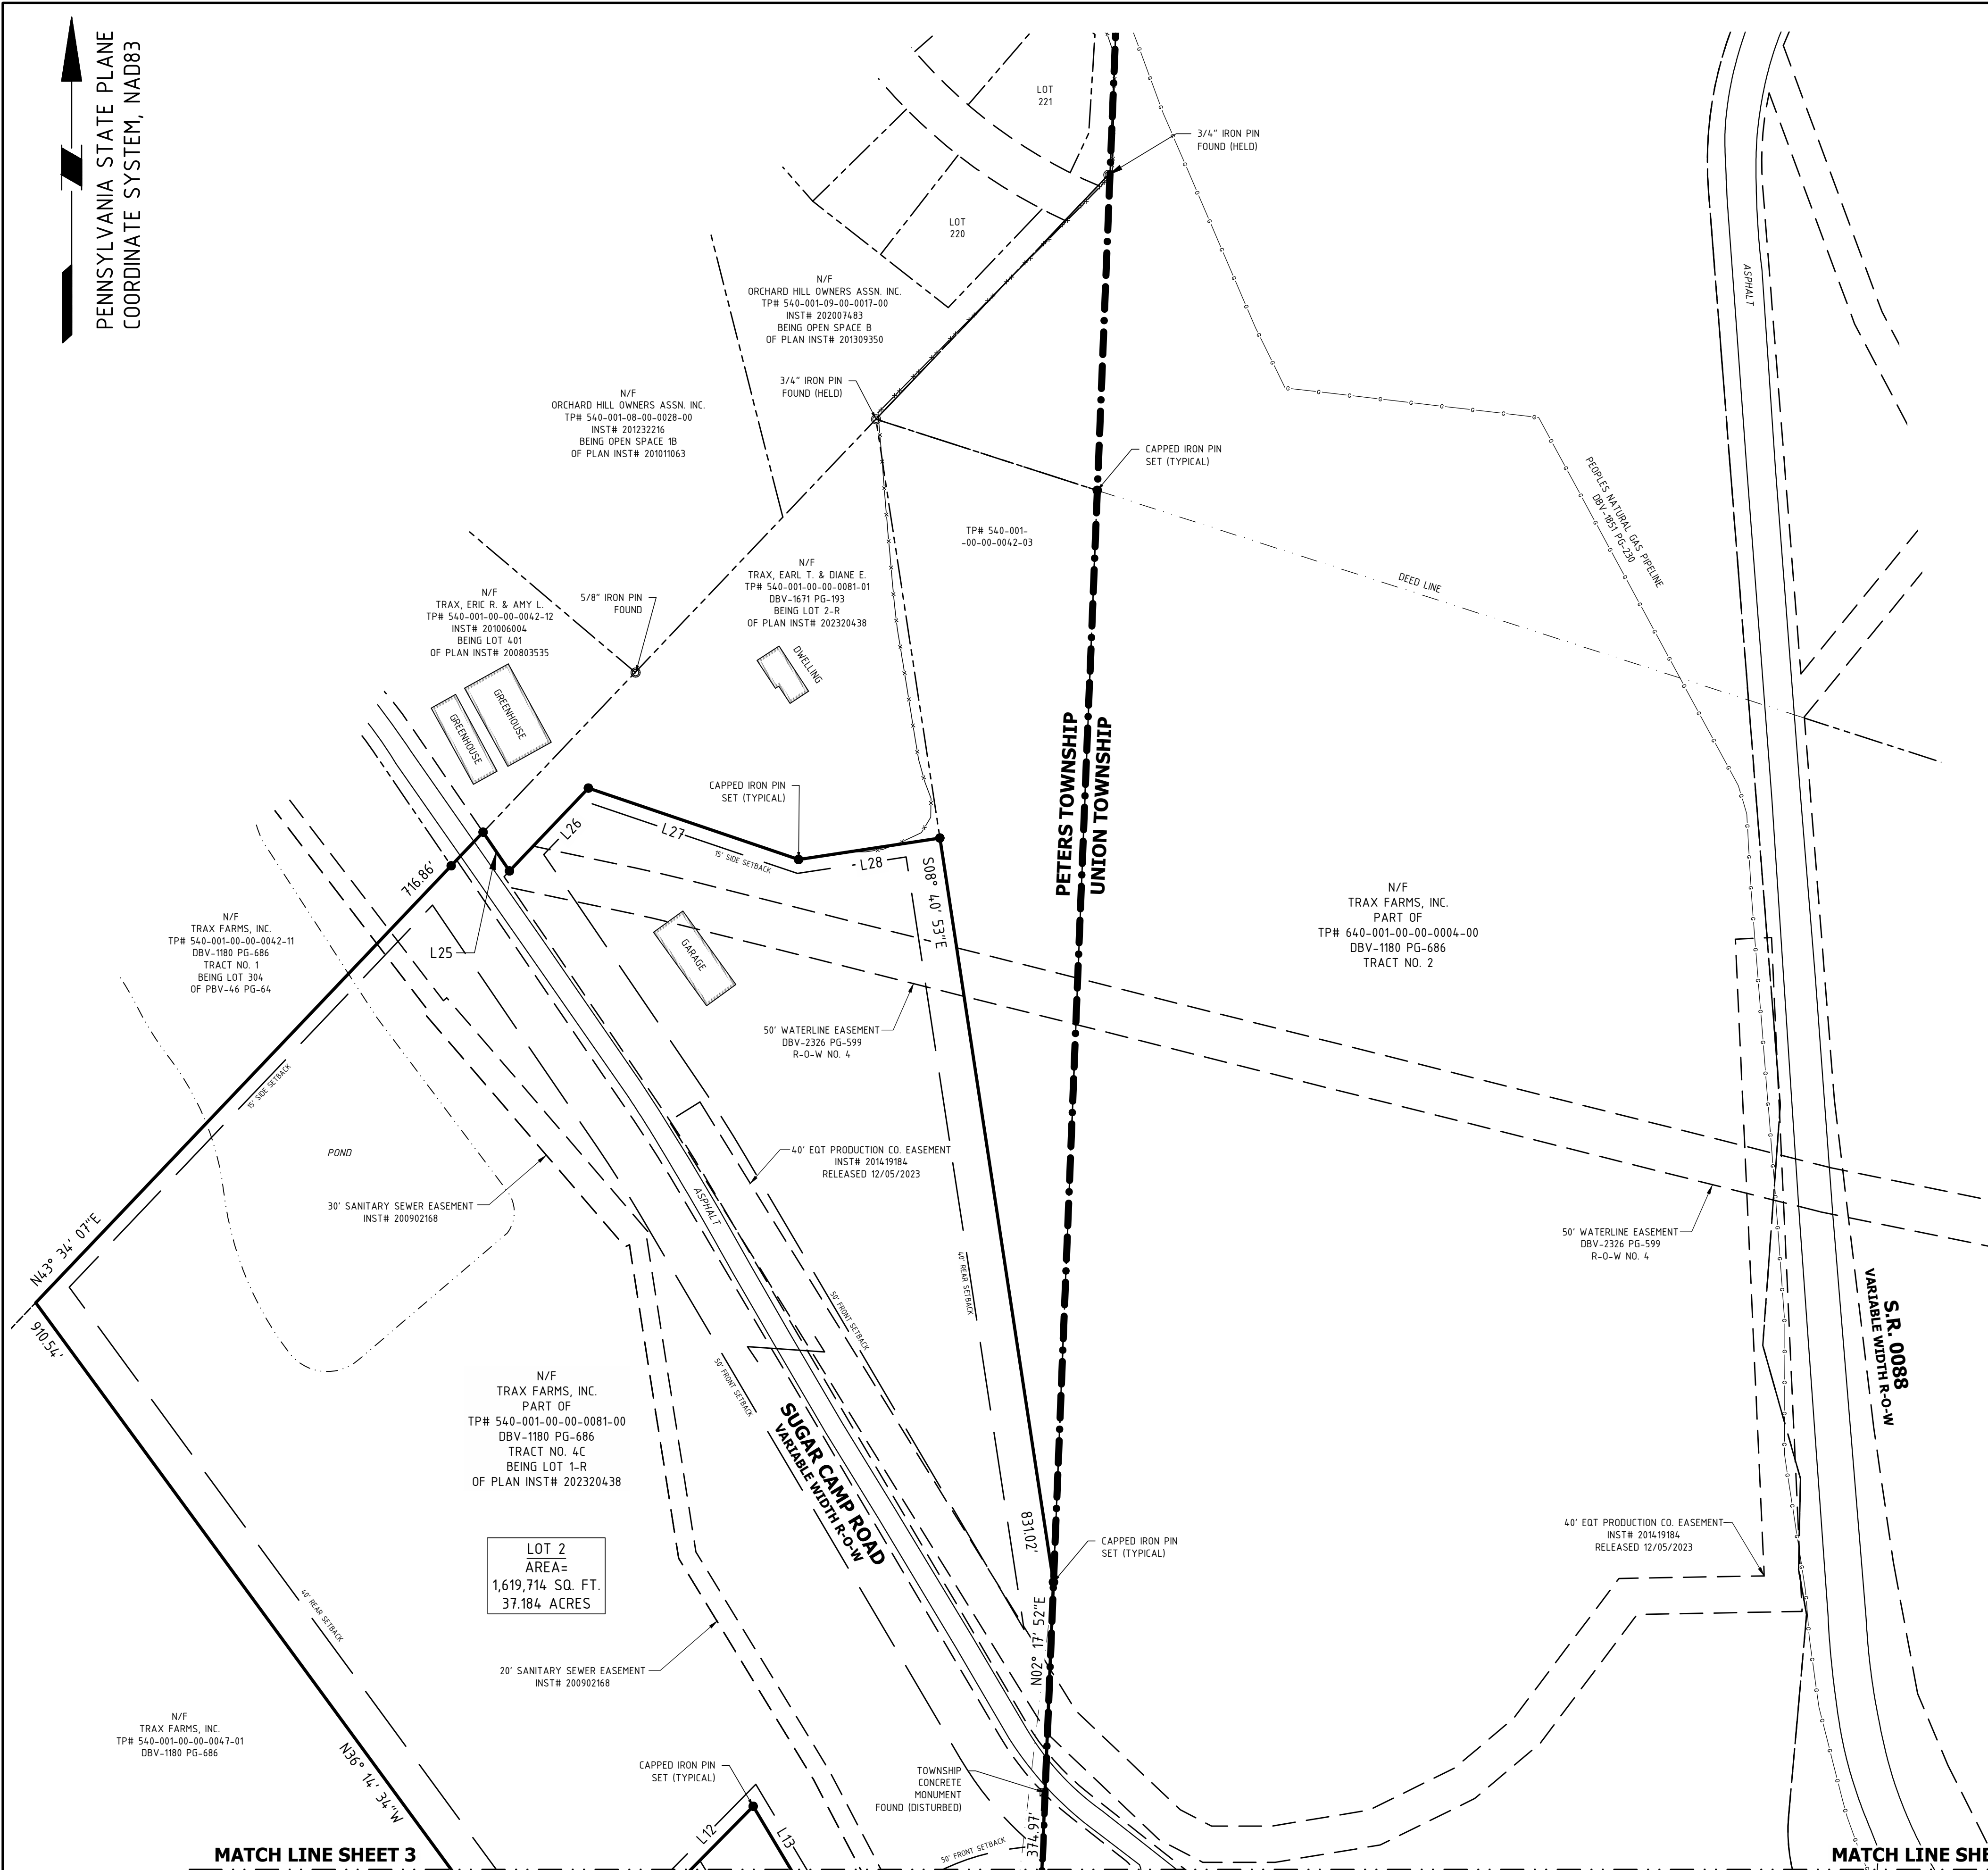 PENNSYLVANIA STATE PLANE
COORDINATE SYSTEM, NAD83
LOT
221
3/4" IRON PIN
FOUND (HELD)
LOT
220
N/F
ORCHARD HILL OWNERS ASSN. INC.
TP# 540-001-09-00-0017-00
INST# 202007483
BEING OPEN SPACE B
OF PLAN INST# 201309350
ASPHALT
3/4" IRON PIN
FOUND (HELD)
N/F
ORCHARD HILL OWNERS ASSN. INC.
TP# 540-001-08-00-0028-00
INST# 201232216
BEING OPEN SPACE 1B
OF PLAN INST# 201011063
CAPPED IRON PIN
SET (TYPICAL)
PEOPLES NATURAL GAS PIPELINE
DBV-1851 PG-230
TP# 540-001-
-00-00-0042-03
DEED LINE
N/F
TRAX, EARL T. & DIANE E.
TP# 540-001-00-00-0081-01
DBV-1671 PG-193
BEING LOT 2-R
OF PLAN INST# 202320438
5/8" IRON PIN
FOUND
N/F
TRAX, ERIC R. & AMY L.
TP# 540-001-00-00-0042-12
INST# 201006004
BEING LOT 401
OF PLAN INST# 200803535
DWELLING
GREENHOUSE
GREENHOUSE
PETERS TOWNSHIP
UNION TOWNSHIP
CAPPED IRON PIN
SET (TYPICAL)
L26
L27
15' SIDE SETBACK
L28
716.86'
L25
S08° 40' 53"E
N/F
TRAX FARMS, INC.
PART OF
TP# 640-001-00-00-0004-00
DBV-1180 PG-686
TRACT NO. 2
N/F
TRAX FARMS, INC.
TP# 540-001-00-00-0042-11
DBV-1180 PG-686
TRACT NO. 1
BEING LOT 304
OF PBV-46 PG-64
GARAGE
50' WATERLINE EASEMENT
DBV-2326 PG-599
R-O-W NO. 4
15' SIDE SETBACK
POND
40' EQT PRODUCTION CO. EASEMENT
INST# 201419184
RELEASED 12/05/2023
ASPHALT
30' SANITARY SEWER EASEMENT
INST# 200902168
50' WATERLINE EASEMENT
DBV-2326 PG-599
R-O-W NO. 4
N43° 34' 07"E
910.54'
40' REAR SETBACK
50' FRONT SETBACK
50' FRONT SETBACK
S.R. 0088
VARIABLE WIDTH R-O-W
N/F
TRAX FARMS, INC.
PART OF
TP# 540-001-00-00-0081-00
DBV-1180 PG-686
TRACT NO. 4C
BEING LOT 1-R
OF PLAN INST# 202320438
SUGAR CAMP ROAD
VARIABLE WIDTH R-O-W
831.02'
CAPPED IRON PIN
SET (TYPICAL)
40' EQT PRODUCTION CO. EASEMENT
INST# 201419184
RELEASED 12/05/2023
LOT 2
AREA=
1,619,714 SQ. FT.
37.184 ACRES
40' REAR SETBACK
N02° 17' 52"E
20' SANITARY SEWER EASEMENT
INST# 200902168
N/F
TRAX FARMS, INC.
TP# 540-001-00-00-0047-01
DBV-1180 PG-686
N36° 14' 34"W
CAPPED IRON PIN
SET (TYPICAL)
TOWNSHIP
CONCRETE
MONUMENT
FOUND (DISTURBED)
L12
L13
374.97'
50' FRONT SETBACK
MATCH LINE SHEET 3
MATCH LINE